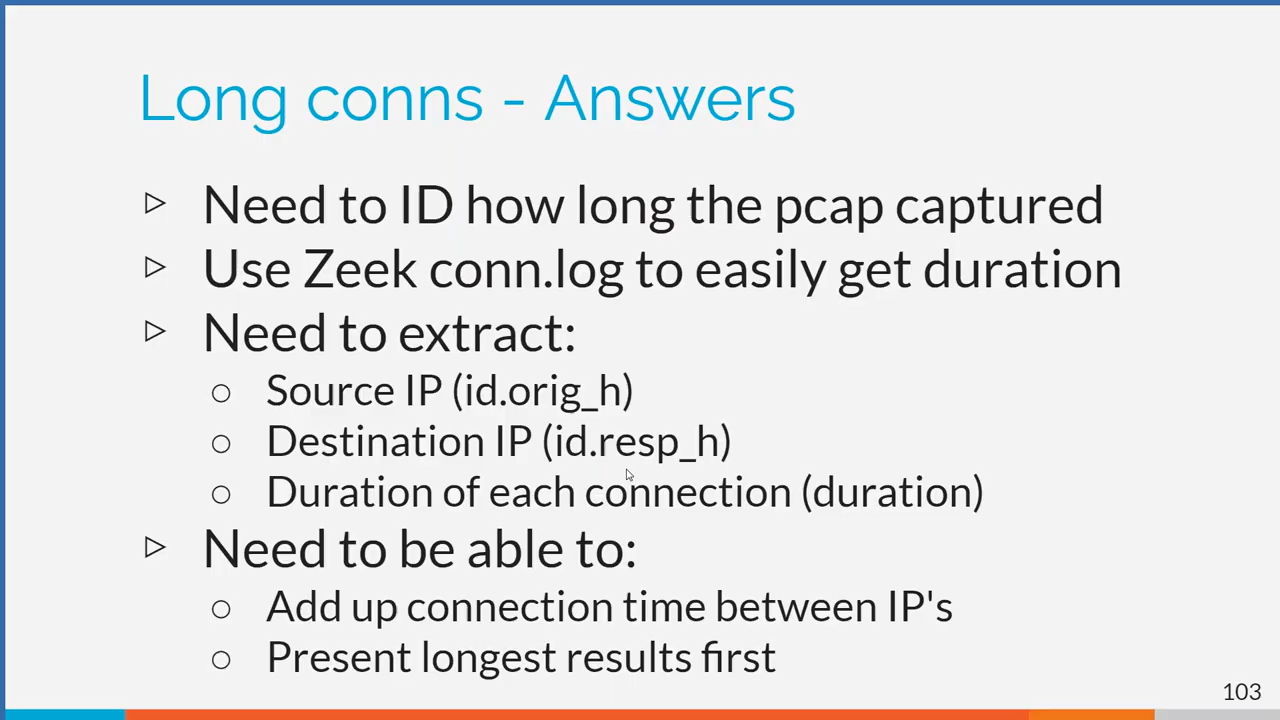 Long conns - Answers
Need to ID how long the pcap captured
Use Zeek conn.log to easily get duration
Need to extract:
Source IP (id.orig_h)
Destination IP (id.resp_h)
Duration of each connection (duration)
Need to be able to:
Add up connection time between IP's
Present longest results first
103